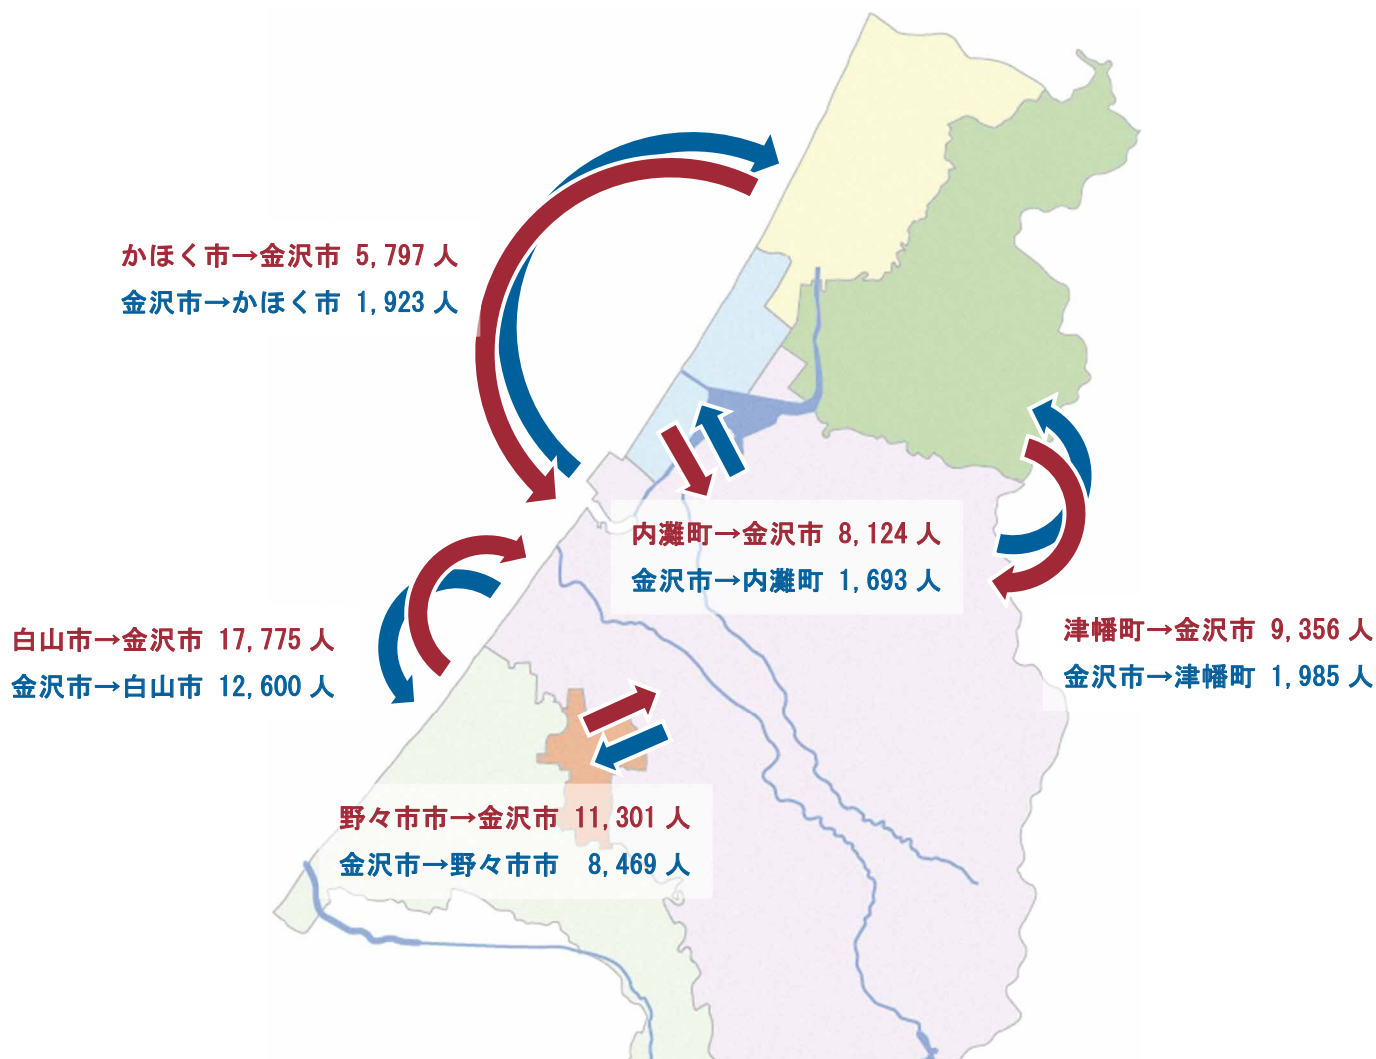 かほく市→金沢市 5,797 人
金沢市→かほく市 1,923 人
内灘町→金沢市 8,124 人
金沢市→内灘町 1,693 人
白山市→金沢市 17,775 人
金沢市→白山市 12,600 人
津幡町→金沢市 9,356 人
金沢市→津幡町 1,985 人
野々市市→金沢市 11,301 人
金沢市→野々市市 8,469 人